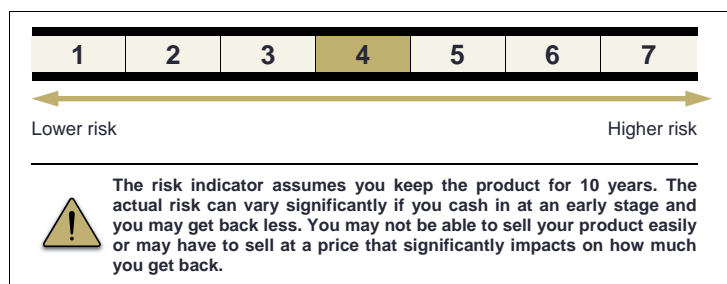 1 2 3 4 5 6 7
Lower risk Higher risk
The risk indicator assumes you keep the product for 10 years. The
actual risk can vary significantly if you cash in at an early stage and
you may get back less. You may not be able to sell your product easily
or may have to sell at a price that significantly impacts on how much
you get back.